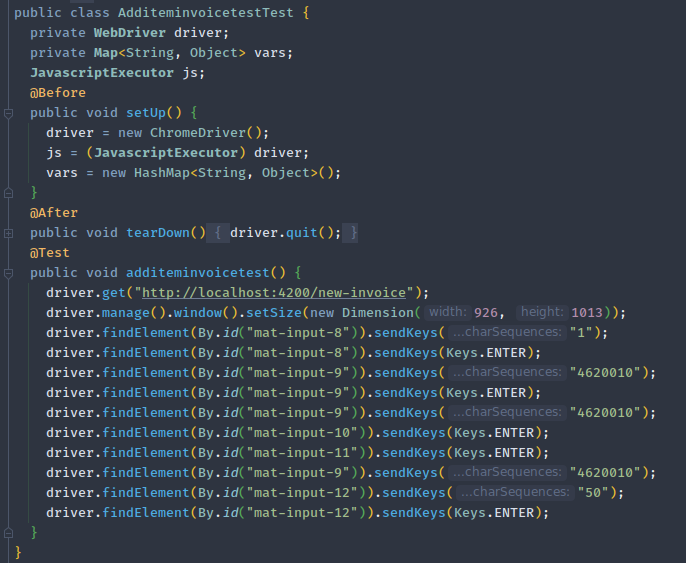 public class AdditeminvoicetestTest {
private WebDriver driver;
private Map<String, Object> vars;
JavascriptExecutor js;
@Before
public void setUp() {
driver = new ChromeDriver();
js = (JavascriptExecutor) driver;
vars = new HashMap<String, Object>();
}
@After
public void tearDown() { driver.quit(); }
@Test
public void additeminvoicetest() {
driver.get("http://localhost:4200/new-invoice");
driver.manage().window().setSize(new Dimension( width: 926, height: 1013));
driver.findElement(By.id("mat-input-8")).sendKeys( ...charSequences: "1");
driver.findElement(By.id("mat-input-8")).sendKeys(Keys.ENTER);
driver.findElement(By.id("mat-input-9")).sendKeys( ...charSequences: "4620010");
driver.findElement(By.id("mat-input-9")).sendKeys(Keys.ENTER);
driver.findElement(By.id("mat-input-9")).sendKeys( ...charSequences: "4620010");
driver.findElement(By.id("mat-input-10")).sendKeys(Keys.ENTER);
driver.findElement(By.id("mat-input-11")).sendKeys(Keys.ENTER);
driver.findElement(By.id("mat-input-9")).sendKeys( ...charSequences: "4620010");
driver.findElement(By.id("mat-input-12")).sendKeys( ...charSequences: "50");
driver.findElement(By.id("mat-input-12")).sendKeys(Keys.ENTER);
}
}